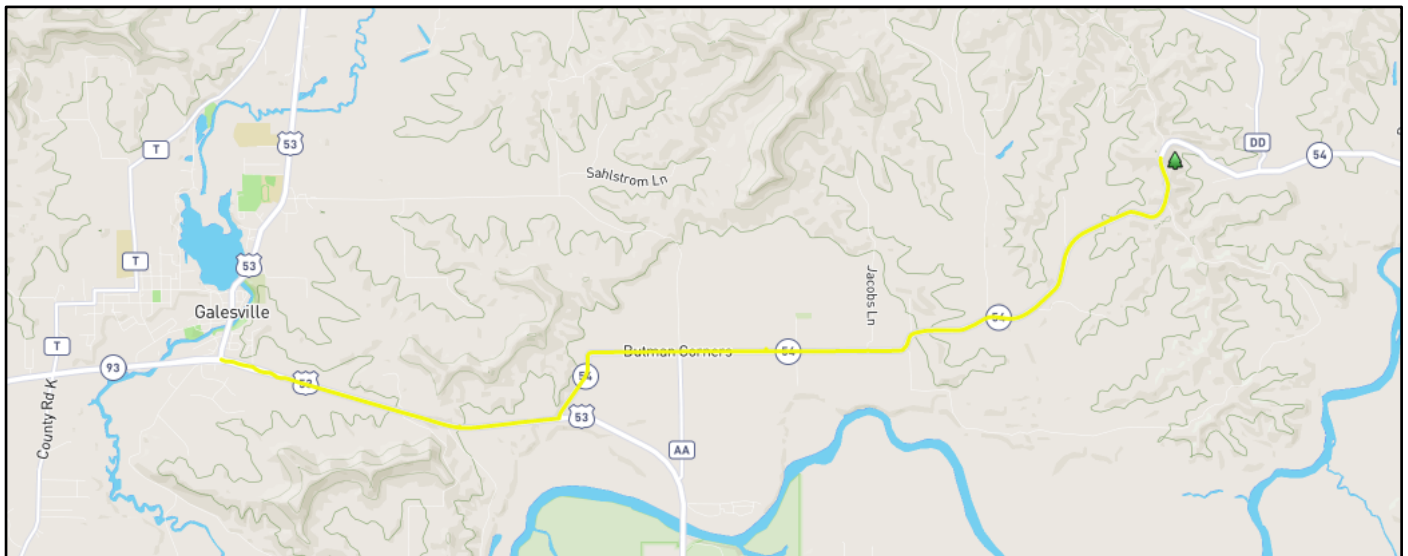 T
53
DD
54
Sahlstrom Ln
T
53
Jacobs Ln
Galesville
54
T
Butman Corners
54
93
53
54
County Rd K
53
AA